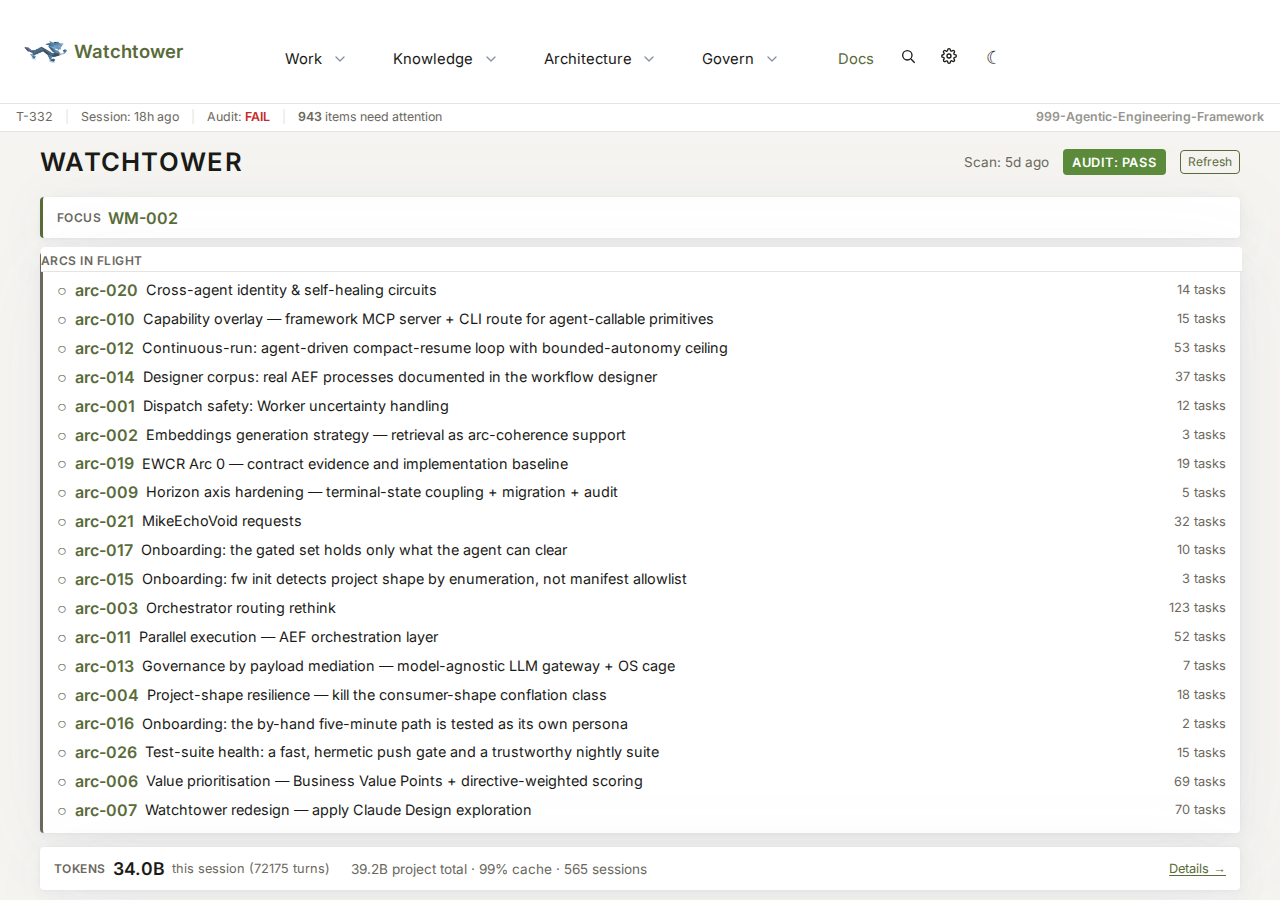 Watchtower
Work Knowledge Architecture Govern Docs
T-332 Session: 18h ago Audit: FAIL 943 items need attention 999-Agentic-Engineering-Framework
WATCHTOWER Scan: 5d ago AUDIT: PASS Refresh
FOCUS WM-002
ARCS IN FLIGHT
○ arc-020 Cross-agent identity & self-healing circuits 14 tasks
○ arc-010 Capability overlay — framework MCP server + CLI route for agent-callable primitives 15 tasks
○ arc-012 Continuous-run: agent-driven compact-resume loop with bounded-autonomy ceiling 53 tasks
○ arc-014 Designer corpus: real AEF processes documented in the workflow designer 37 tasks
○ arc-001 Dispatch safety: Worker uncertainty handling 12 tasks
○ arc-002 Embeddings generation strategy — retrieval as arc-coherence support 3 tasks
○ arc-019 EWCR Arc 0 — contract evidence and implementation baseline 19 tasks
○ arc-009 Horizon axis hardening — terminal-state coupling + migration + audit 5 tasks
○ arc-021 MikeEchoVoid requests 32 tasks
○ arc-017 Onboarding: the gated set holds only what the agent can clear 10 tasks
○ arc-015 Onboarding: fw init detects project shape by enumeration, not manifest allowlist 3 tasks
○ arc-003 Orchestrator routing rethink 123 tasks
○ arc-011 Parallel execution — AEF orchestration layer 52 tasks
○ arc-013 Governance by payload mediation — model-agnostic LLM gateway + OS cage 7 tasks
○ arc-004 Project-shape resilience — kill the consumer-shape conflation class 18 tasks
○ arc-016 Onboarding: the by-hand five-minute path is tested as its own persona 2 tasks
○ arc-026 Test-suite health: a fast, hermetic push gate and a trustworthy nightly suite 15 tasks
○ arc-006 Value prioritisation — Business Value Points + directive-weighted scoring 69 tasks
○ arc-007 Watchtower redesign — apply Claude Design exploration 70 tasks
TOKENS 34.0B this session (72175 turns) 39.2B project total · 99% cache · 565 sessions Details →